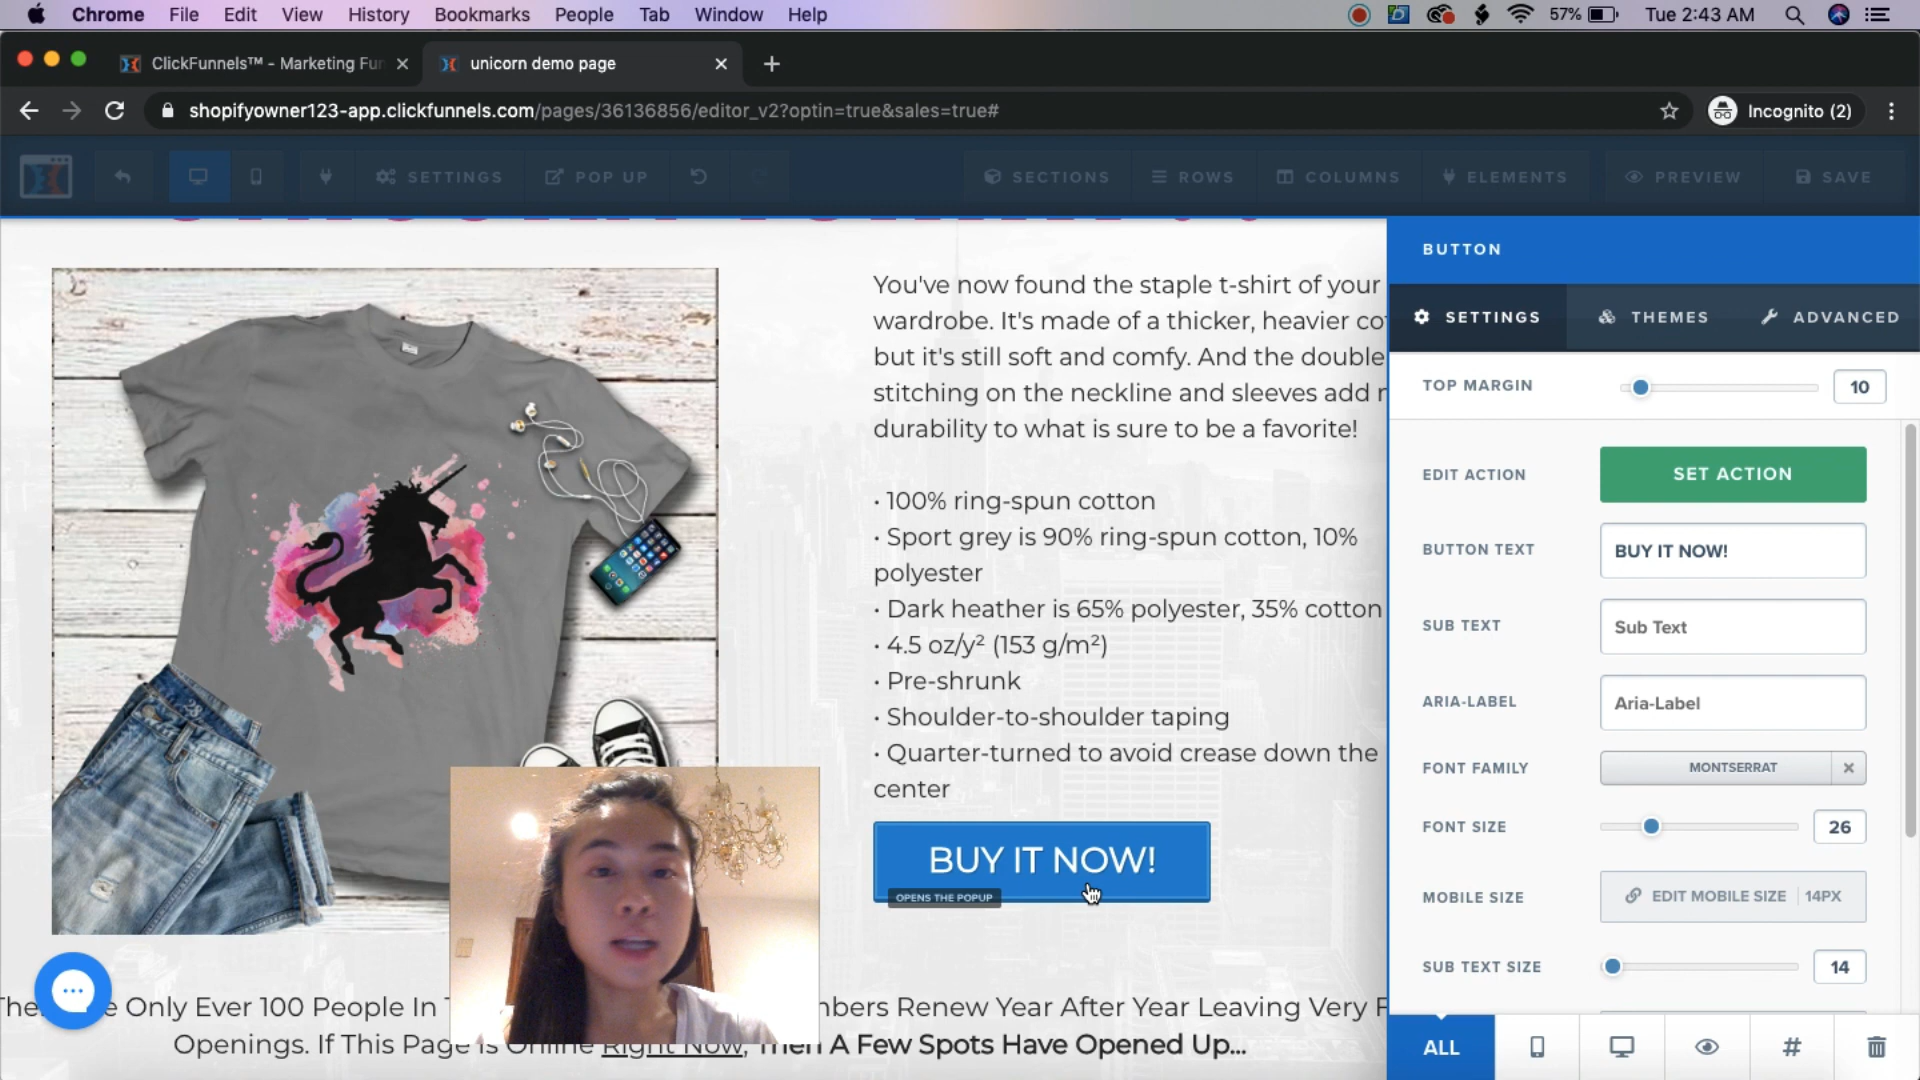 Chrome File Edit View History Bookmarks People Tab Window Help 57% Tue 2:43 AM
ClickFunnels™ - Marketing Fun unicorn demo page
shopifyowner123-app.clickfunnels.com/pages/36136856/editor_v2?optin=true&sales=true# Incognito (2)
SETTINGS POP UP SECTIONS ROWS COLUMNS ELEMENTS PREVIEW SAVE
You've now found the staple t-shirt of your
wardrobe. It's made of a thicker, heavier co
but it's still soft and comfy. And the double
stitching on the neckline and sleeves add
durability to what is sure to be a favorite!
• 100% ring-spun cotton
• Sport grey is 90% ring-spun cotton, 10%
polyester
• Dark heather is 65% polyester, 35% cotton
• 4.5 oz/y² (153 g/m²)
• Pre-shrunk
• Shoulder-to-shoulder taping
• Quarter-turned to avoid crease down the
center
BUY IT NOW!
OPENS THE POPUP
Only Ever 100 People In mbers Renew Year After Year Leaving Very F
Openings. If This Page Is Online Right Now, Then A Few Spots Have Opened Up...
BUTTON
SETTINGS THEMES ADVANCED
TOP MARGIN 10
EDIT ACTION SET ACTION
BUTTON TEXT BUY IT NOW!
SUB TEXT Sub Text
ARIA-LABEL Aria-Label
FONT FAMILY MONTSERRAT
FONT SIZE 26
MOBILE SIZE EDIT MOBILE SIZE 14PX
SUB TEXT SIZE 14
ALL #